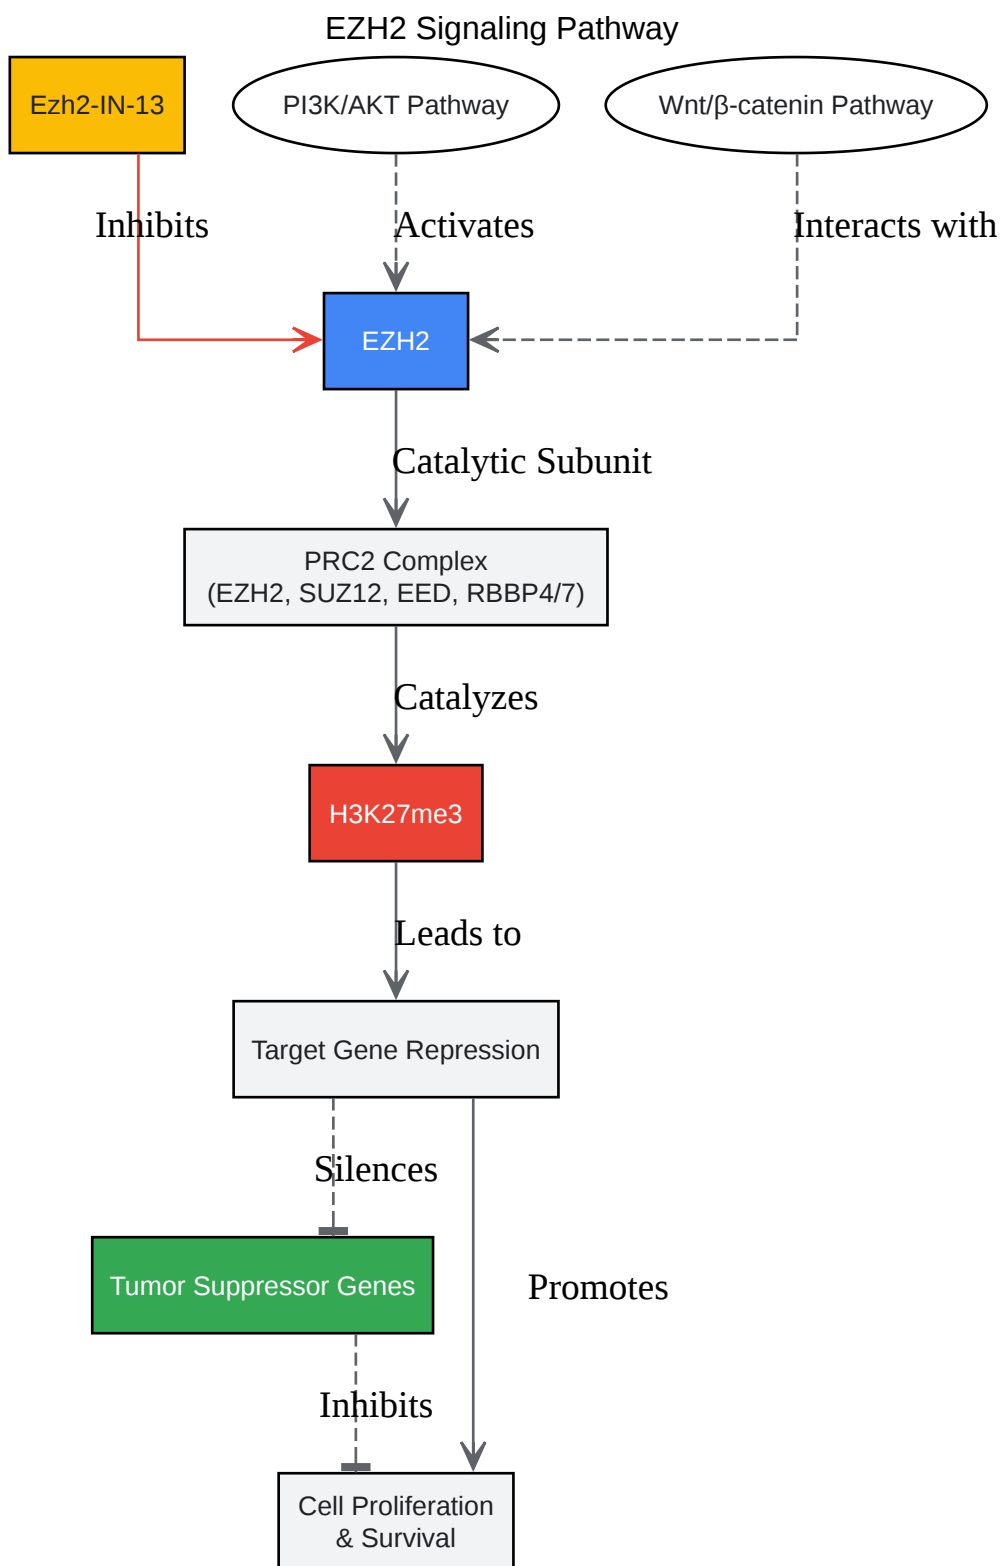 EZH2 Signaling Pathway
Ezh2-IN-13
PI3K/AKT Pathway
Wnt/β-catenin Pathway
Inhibits
Activates
Interacts with
EZH2
Catalytic Subunit
PRC2 Complex
(EZH2, SUZ12, EED, RBBP4/7)
Catalyzes
H3K27me3
Leads to
Target Gene Repression
Silences
Tumor Suppressor Genes
Promotes
Inhibits
Cell Proliferation
& Survival